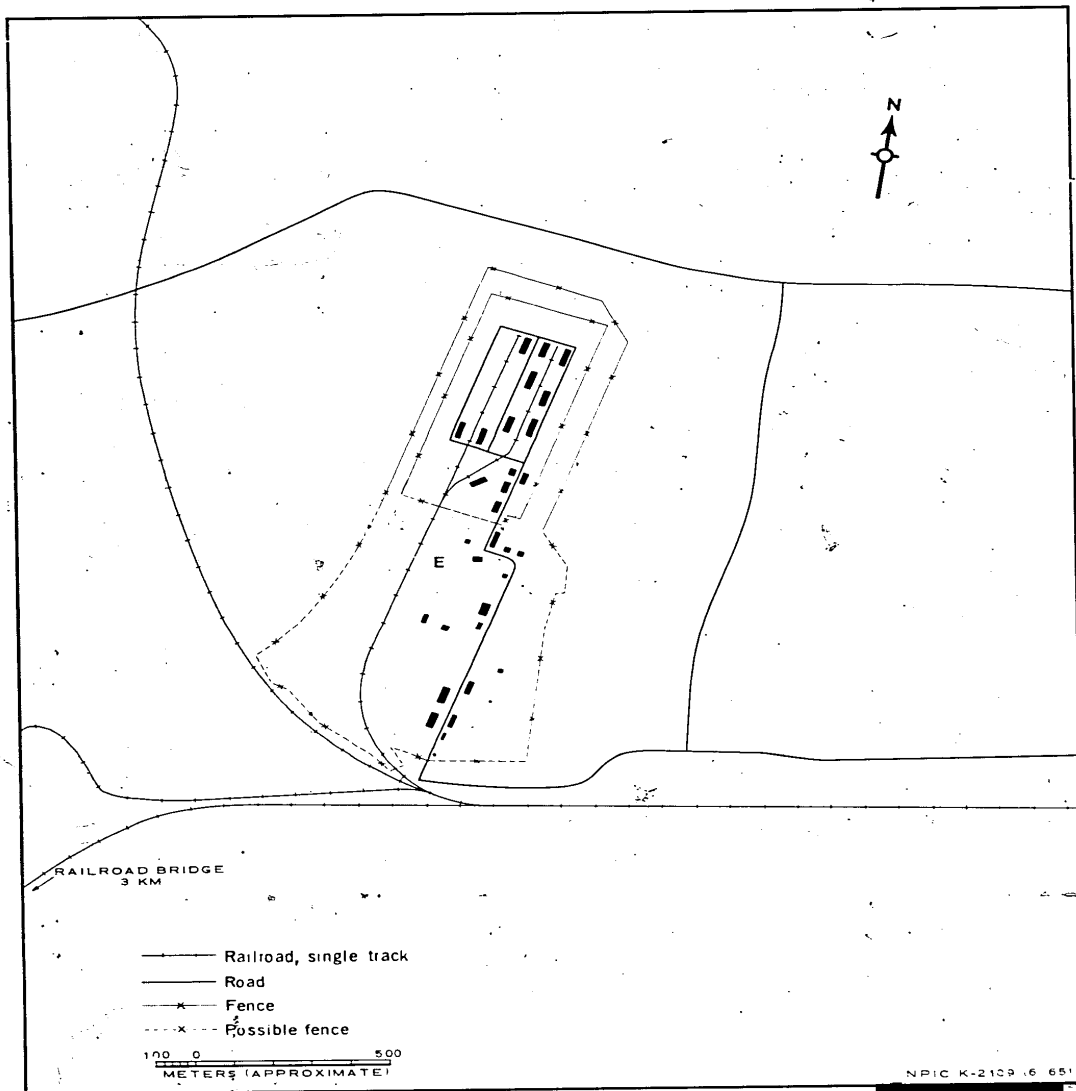 N
E
RAILROAD BRIDGE
3 KM
Railroad, single track
Road
Fence
Possible fence
100 0 500
METERS (APPROXIMATE)
NPIC K-2109 (6/65)